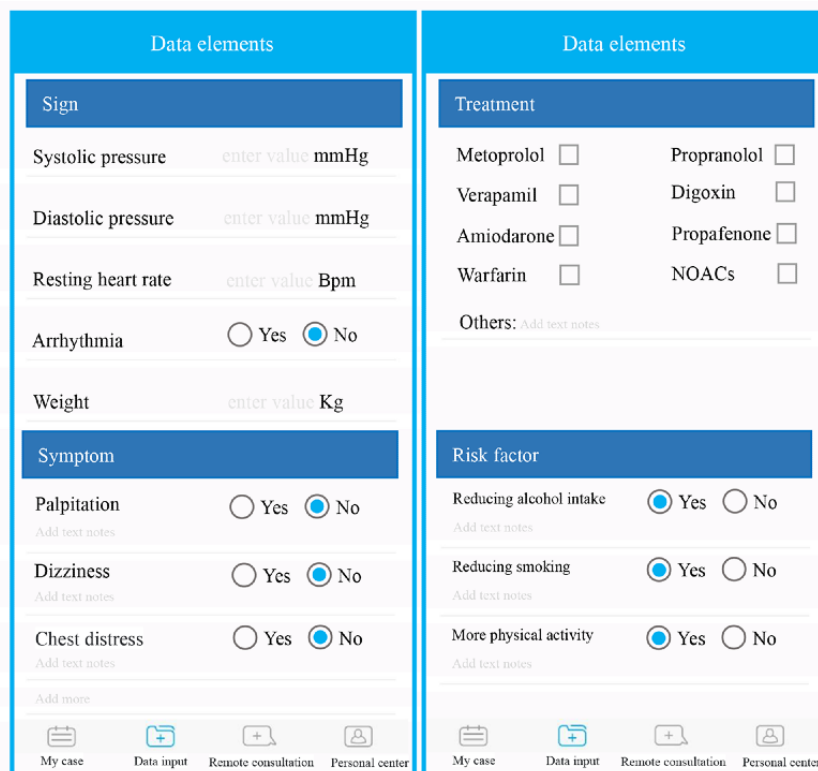 Data elements
Sign
Systolic pressure enter value mmHg
Diastolic pressure enter value mmHg
Resting heart rate enter value Bpm
Arrhythmia Yes No
Weight enter value Kg
Symptom
Palpitation Yes No
Add text notes
Dizziness Yes No
Add text notes
Chest distress Yes No
Add text notes
Add more
My case Data input Remote consultation Personal center
Data elements
Treatment
Metoprolol Propranolol
Verapamil Digoxin
Amiodarone Propafenone
Warfarin NOACs
Others: Add text notes
Risk factor
Reducing alcohol intake Yes No
Add text notes
Reducing smoking Yes No
Add text notes
More physical activity Yes No
Add text notes
My case Data input Remote consultation Personal center